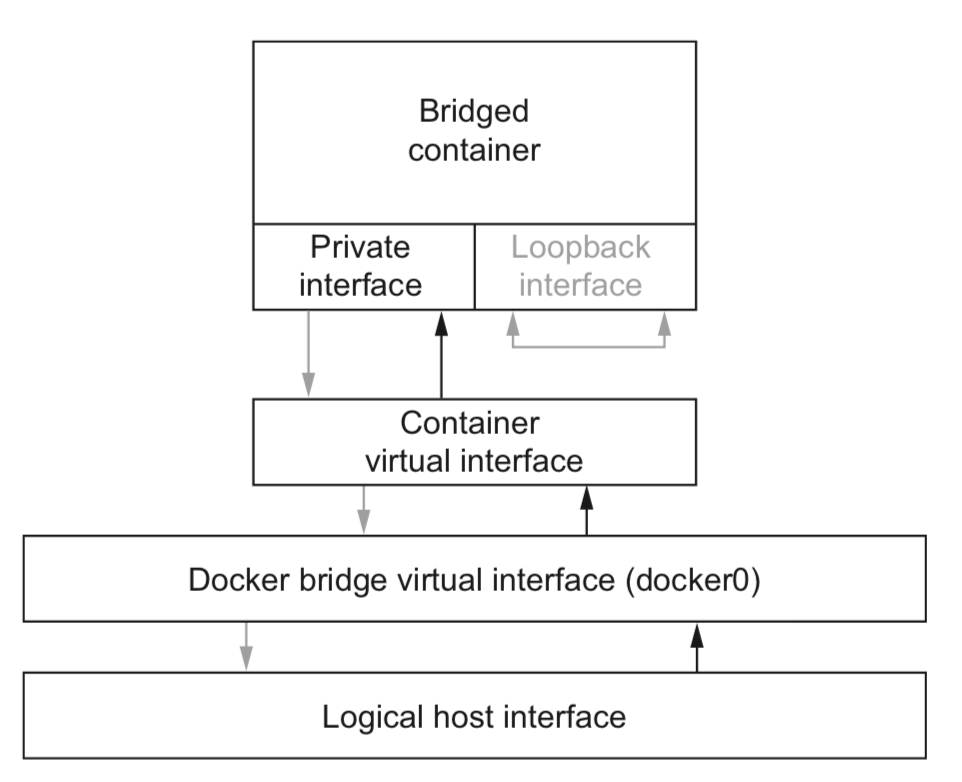 Bridged
container
Private
interface
Loopback
interface
Container
virtual interface
Docker bridge virtual interface (docker0)
Logical host interface